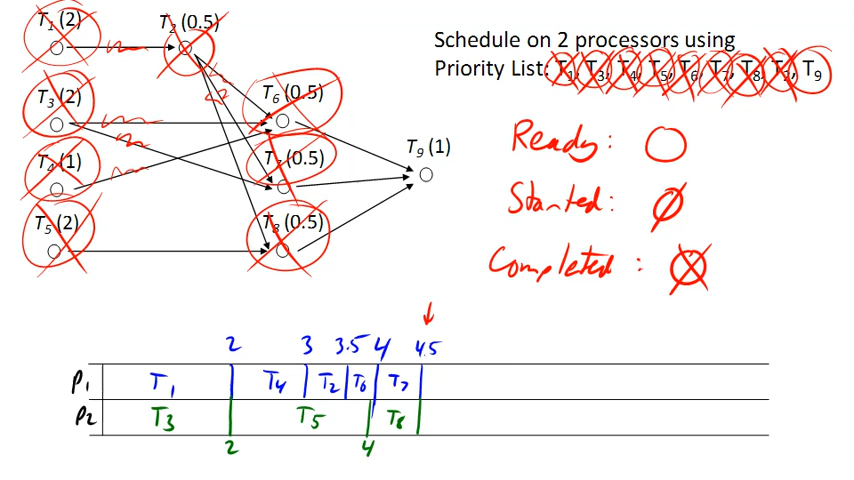 T1 (2)
T2 (0.5)
Schedule on 2 processors using
Priority List: T1, T3, T4, T5, T6, T7, T8, T2, T9
T3 (2)
T6 (0.5)
Ready:
T9 (1)
T4 (1)
T7 (0.5)
Started:
T5 (2)
T8 (0.5)
Completed:
2 3 3.5 4 4.5
P1 T1 T4 T2 T6 T7
P2 T3 T5 T8
2 4